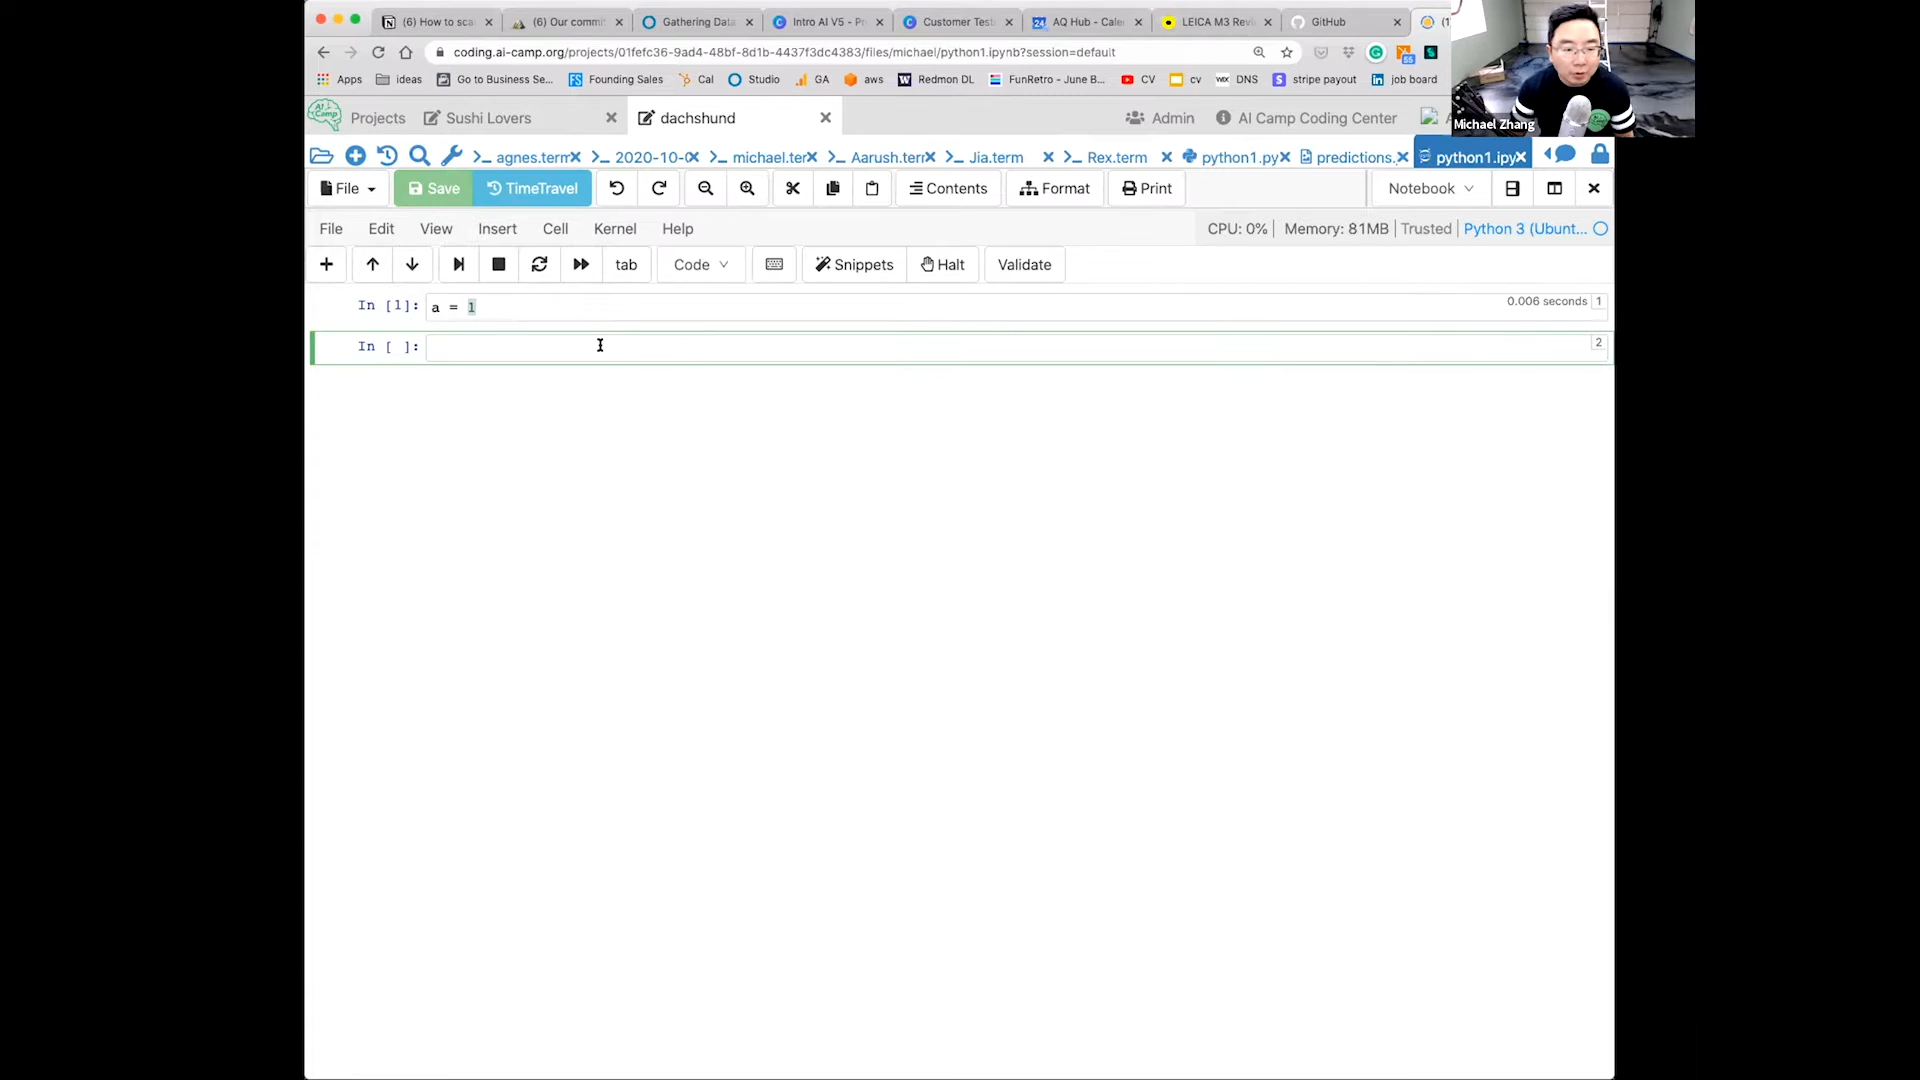 (6) How to sca
(6) Our commi
Gathering Data
Intro AI V5 - Pr
Customer Test
AQ Hub - Cale
LEICA M3 Revi
GitHub
coding.ai-camp.org/projects/01fefc36-9ad4-48bf-8d1b-4437f3dc4383/files/michael/python1.ipynb?session=default
Apps ideas Go to Business Se... Founding Sales Cal Studio GA aws Redmon DL FunRetro - June B... CV cv DNS stripe payout job board
Michael Zhang
AI Camp Projects Sushi Lovers dachshund Admin AI Camp Coding Center
agnes.term 2020-10-0 michael.ter Aarush.terr Jia.term Rex.term python1.py predictions. python1.ipy
File Save TimeTravel Contents Format Print Notebook
File Edit View Insert Cell Kernel Help CPU: 0% Memory: 81MB Trusted Python 3 (Ubunt...
tab Code Snippets Halt Validate
In [1]: a = 1 0.006 seconds 1
In [ ]: 2